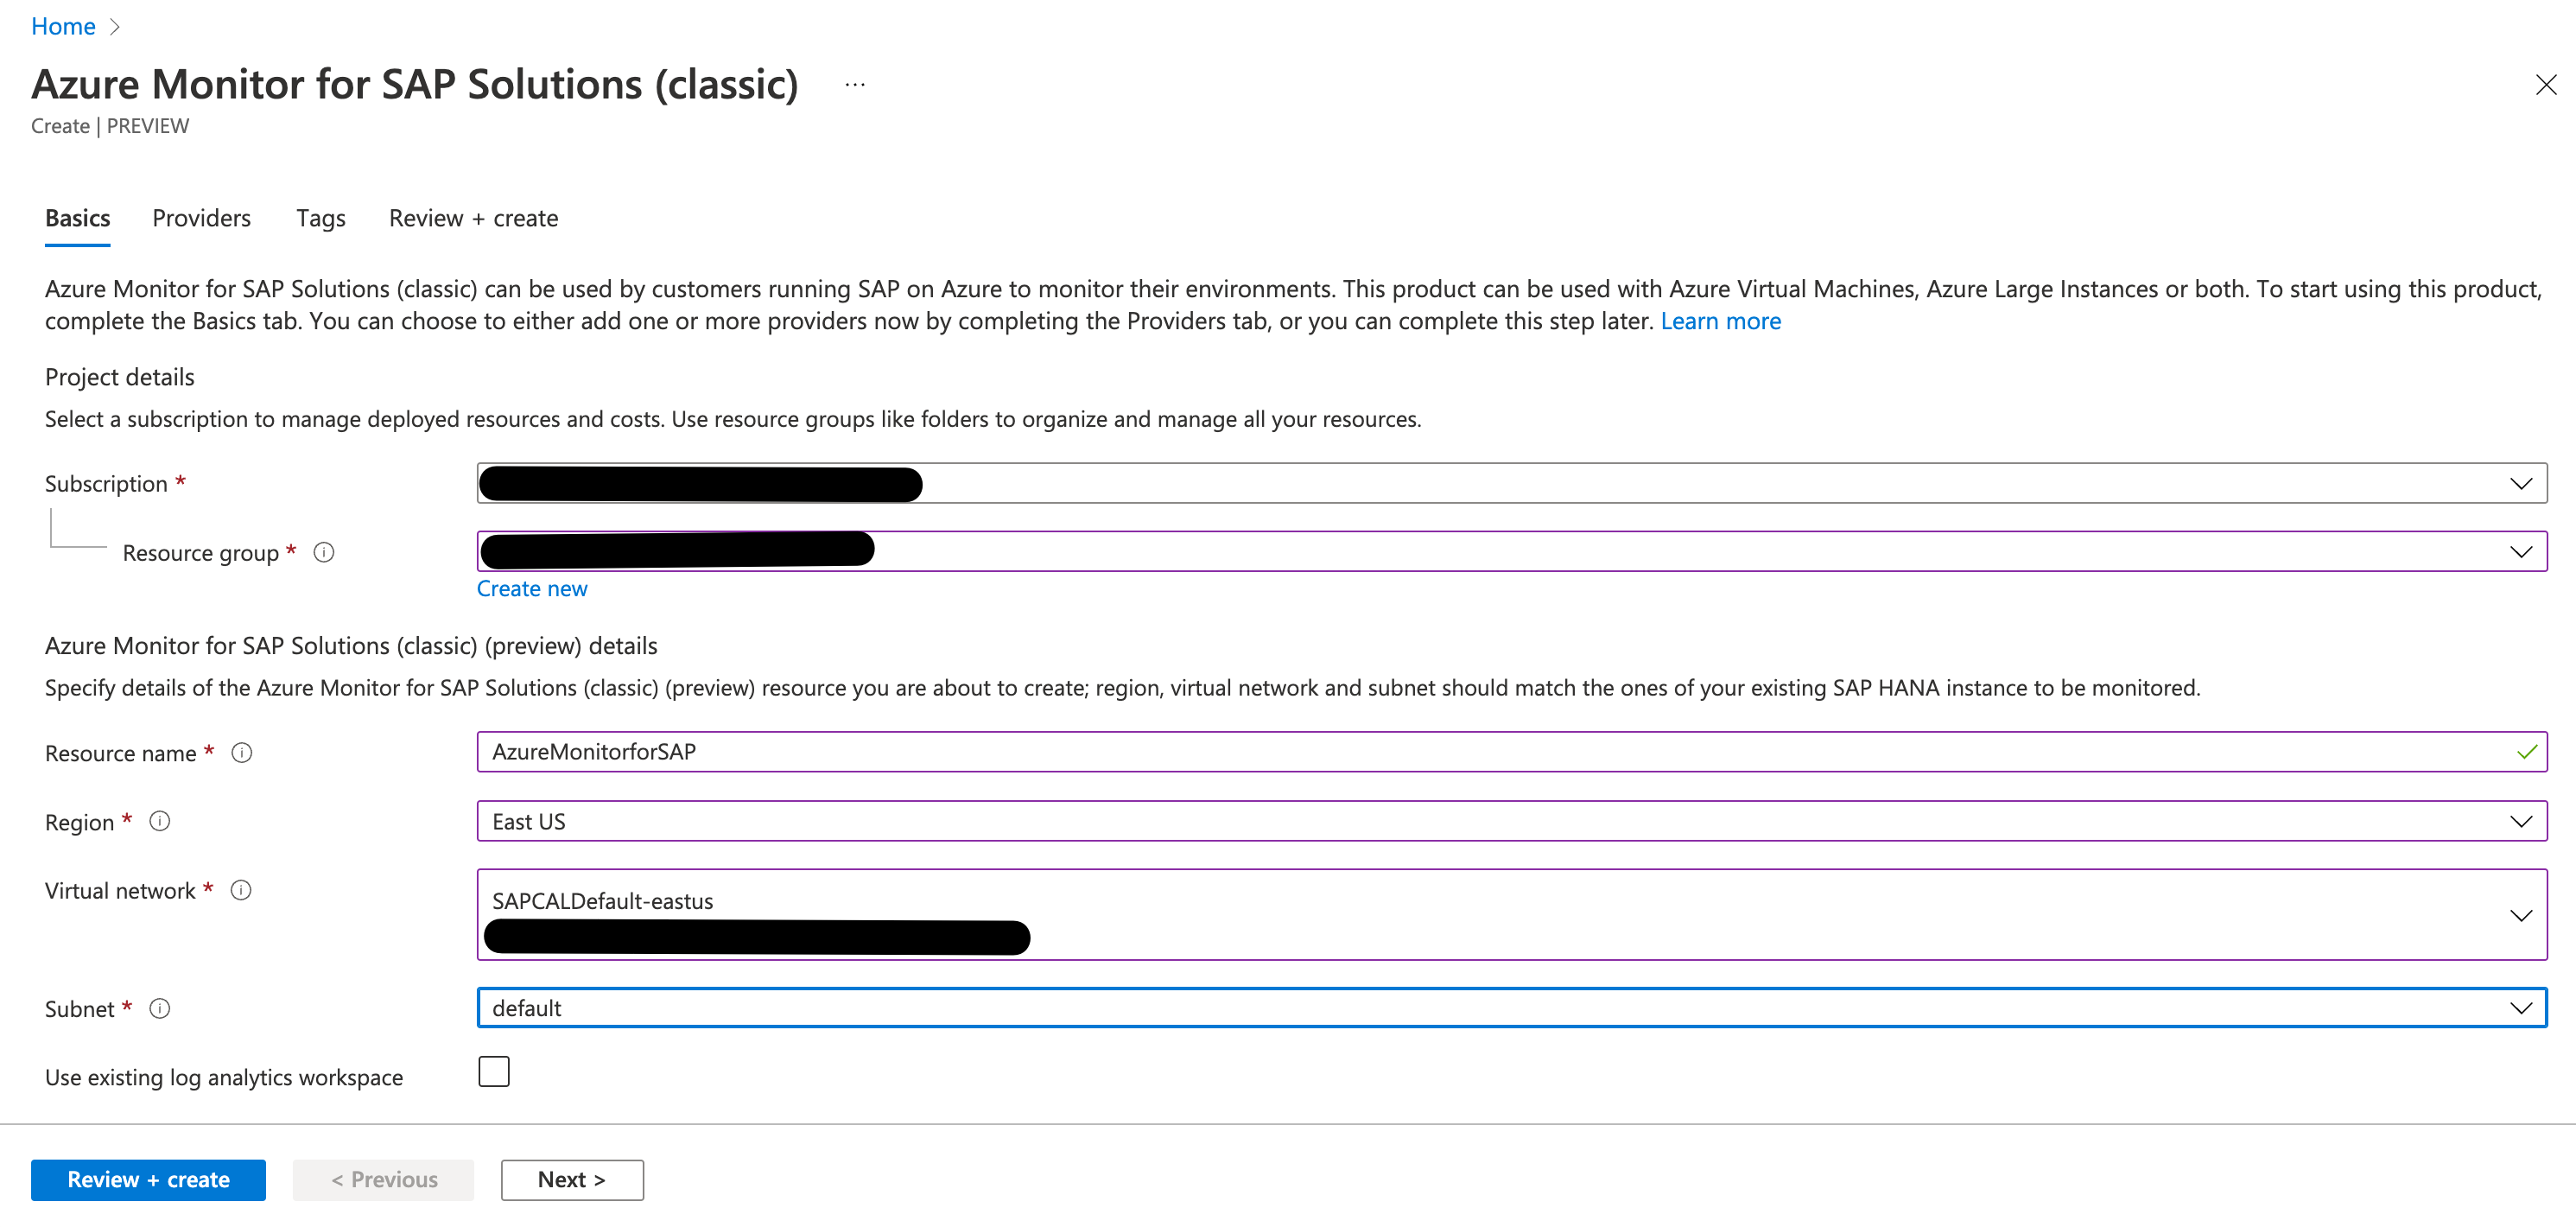 Home
Azure Monitor for SAP Solutions (classic) ...
Create | PREVIEW
Basics Providers Tags Review + create
Azure Monitor for SAP Solutions (classic) can be used by customers running SAP on Azure to monitor their environments. This product can be used with Azure Virtual Machines, Azure Large Instances or both. To start using this product,
complete the Basics tab. You can choose to either add one or more providers now by completing the Providers tab, or you can complete this step later. Learn more
Project details
Select a subscription to manage deployed resources and costs. Use resource groups like folders to organize and manage all your resources.
Subscription *
Resource group *
Create new
Azure Monitor for SAP Solutions (classic) (preview) details
Specify details of the Azure Monitor for SAP Solutions (classic) (preview) resource you are about to create; region, virtual network and subnet should match the ones of your existing SAP HANA instance to be monitored.
Resource name * AzureMonitorforSAP
Region * East US
Virtual network * SAPCALDefault-eastus
Subnet * default
Use existing log analytics workspace
Review + create < Previous Next >